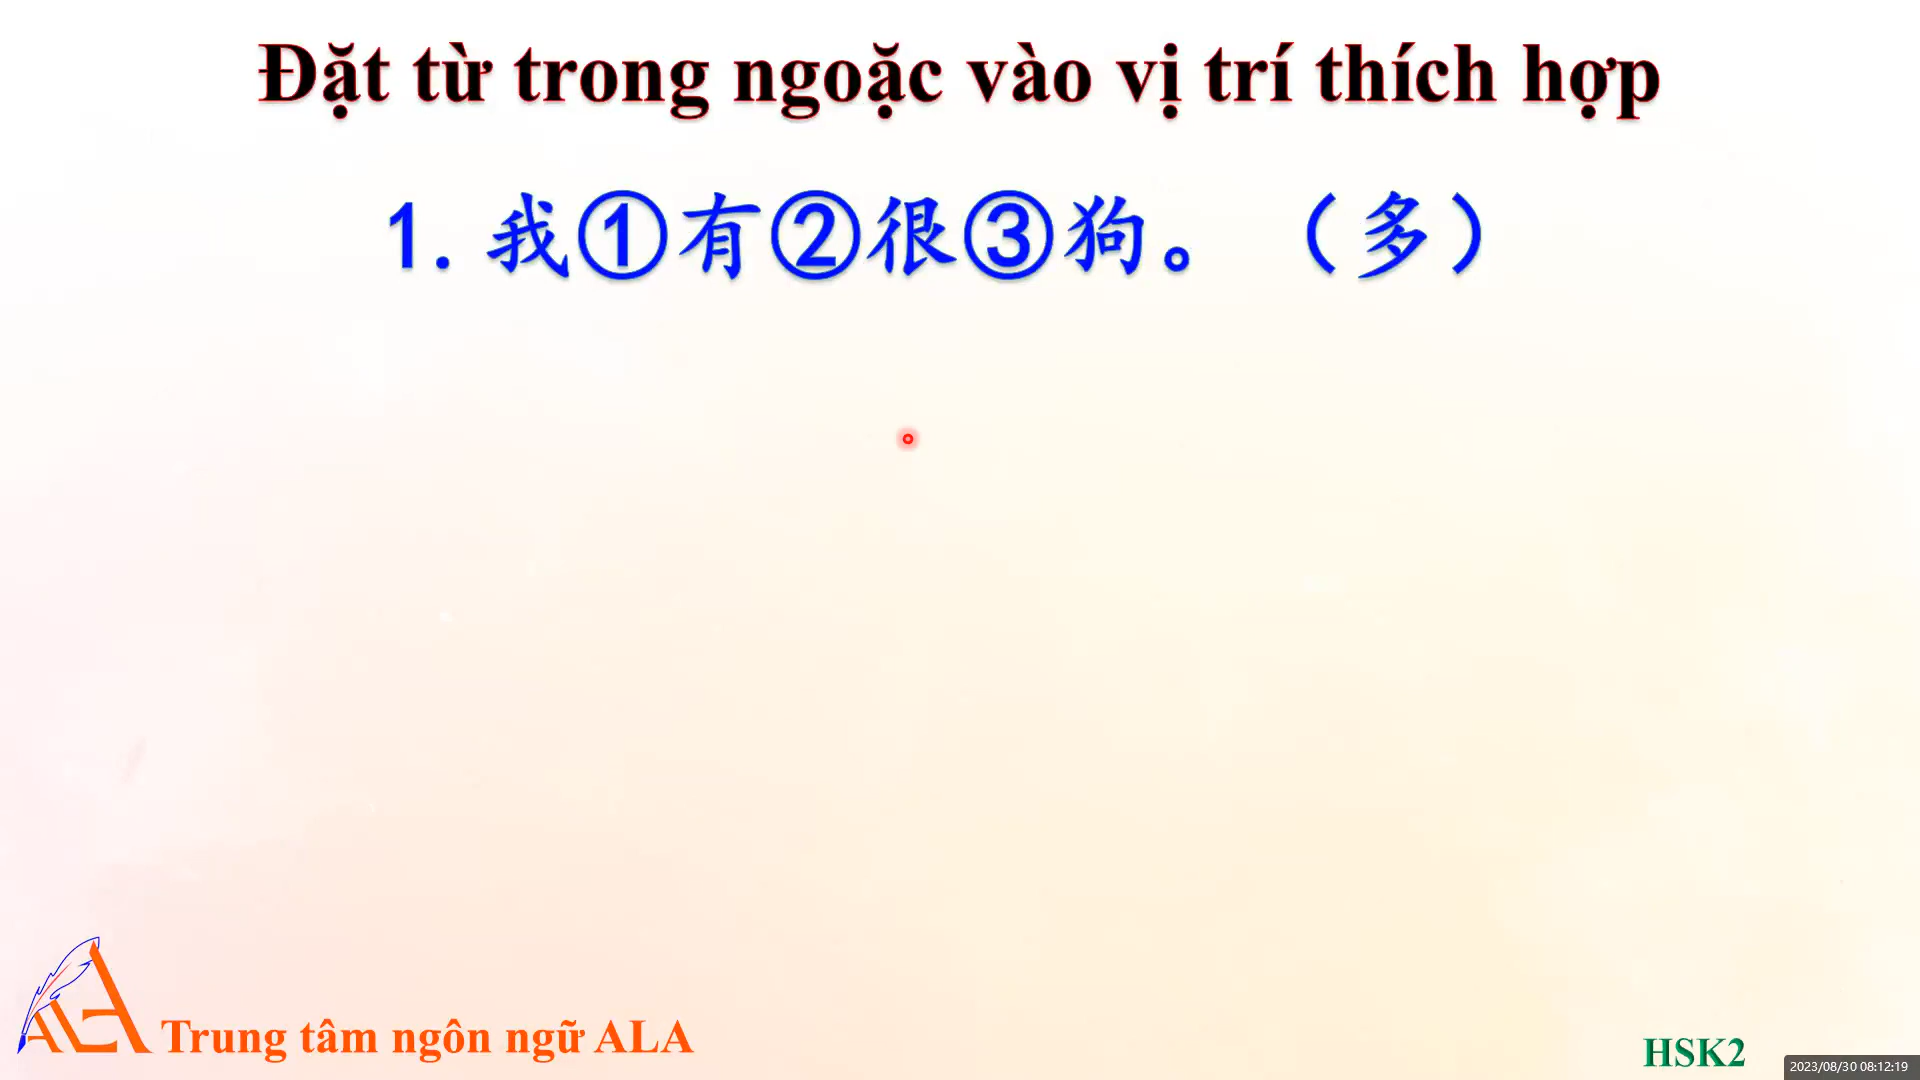 Đặt từ trong ngoặc vào vị trí thích hợp
1. 我①有②很③狗。（多）
ALA Trung tâm ngôn ngữ ALA
HSK2
2023/08/30 08:12:19